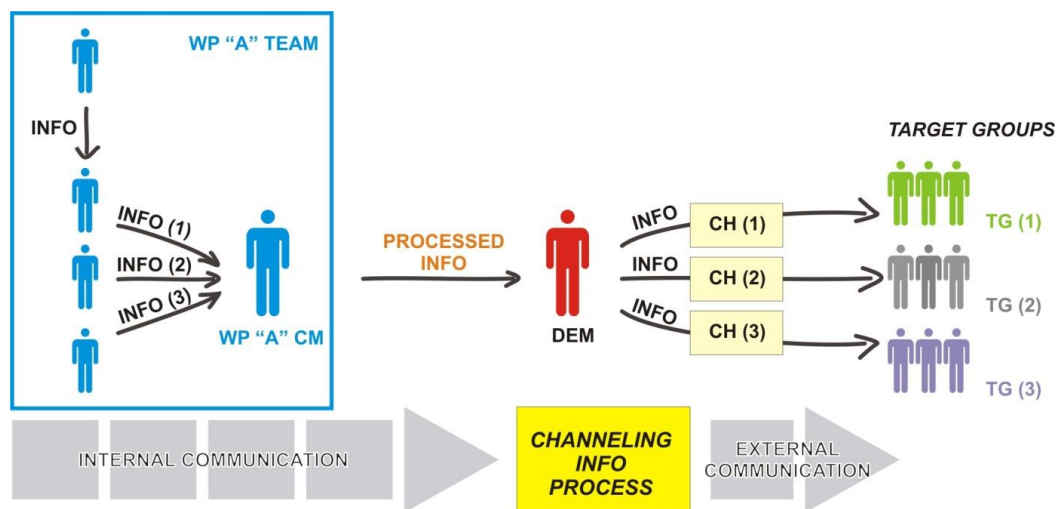 WP “A” TEAM
INFO
INFO (1)
INFO (2)
INFO (3)
WP “A” CM
PROCESSED
INFO
DEM
INFO
CH (1)
INFO
CH (2)
INFO
CH (3)
TARGET GROUPS
TG (1)
TG (2)
TG (3)
INTERNAL COMMUNICATION
CHANNELING
INFO
PROCESS
EXTERNAL
COMMUNICATION